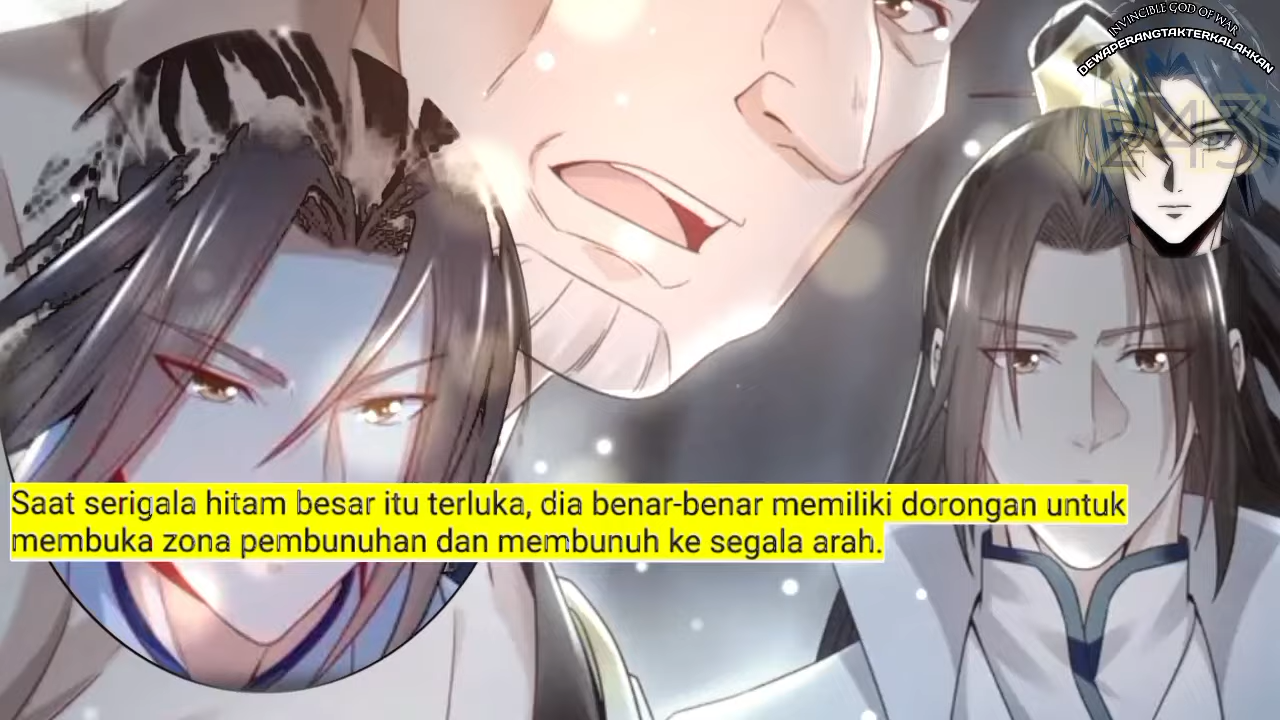 INVINCIBLE GOD OF WAR
DEWAPERANGTAKTERKALAHKAN
243
Saat serigala hitam besar itu terluka, dia benar-benar memiliki dorongan untuk
membuka zona pembunuhan dan membunuh ke segala arah.